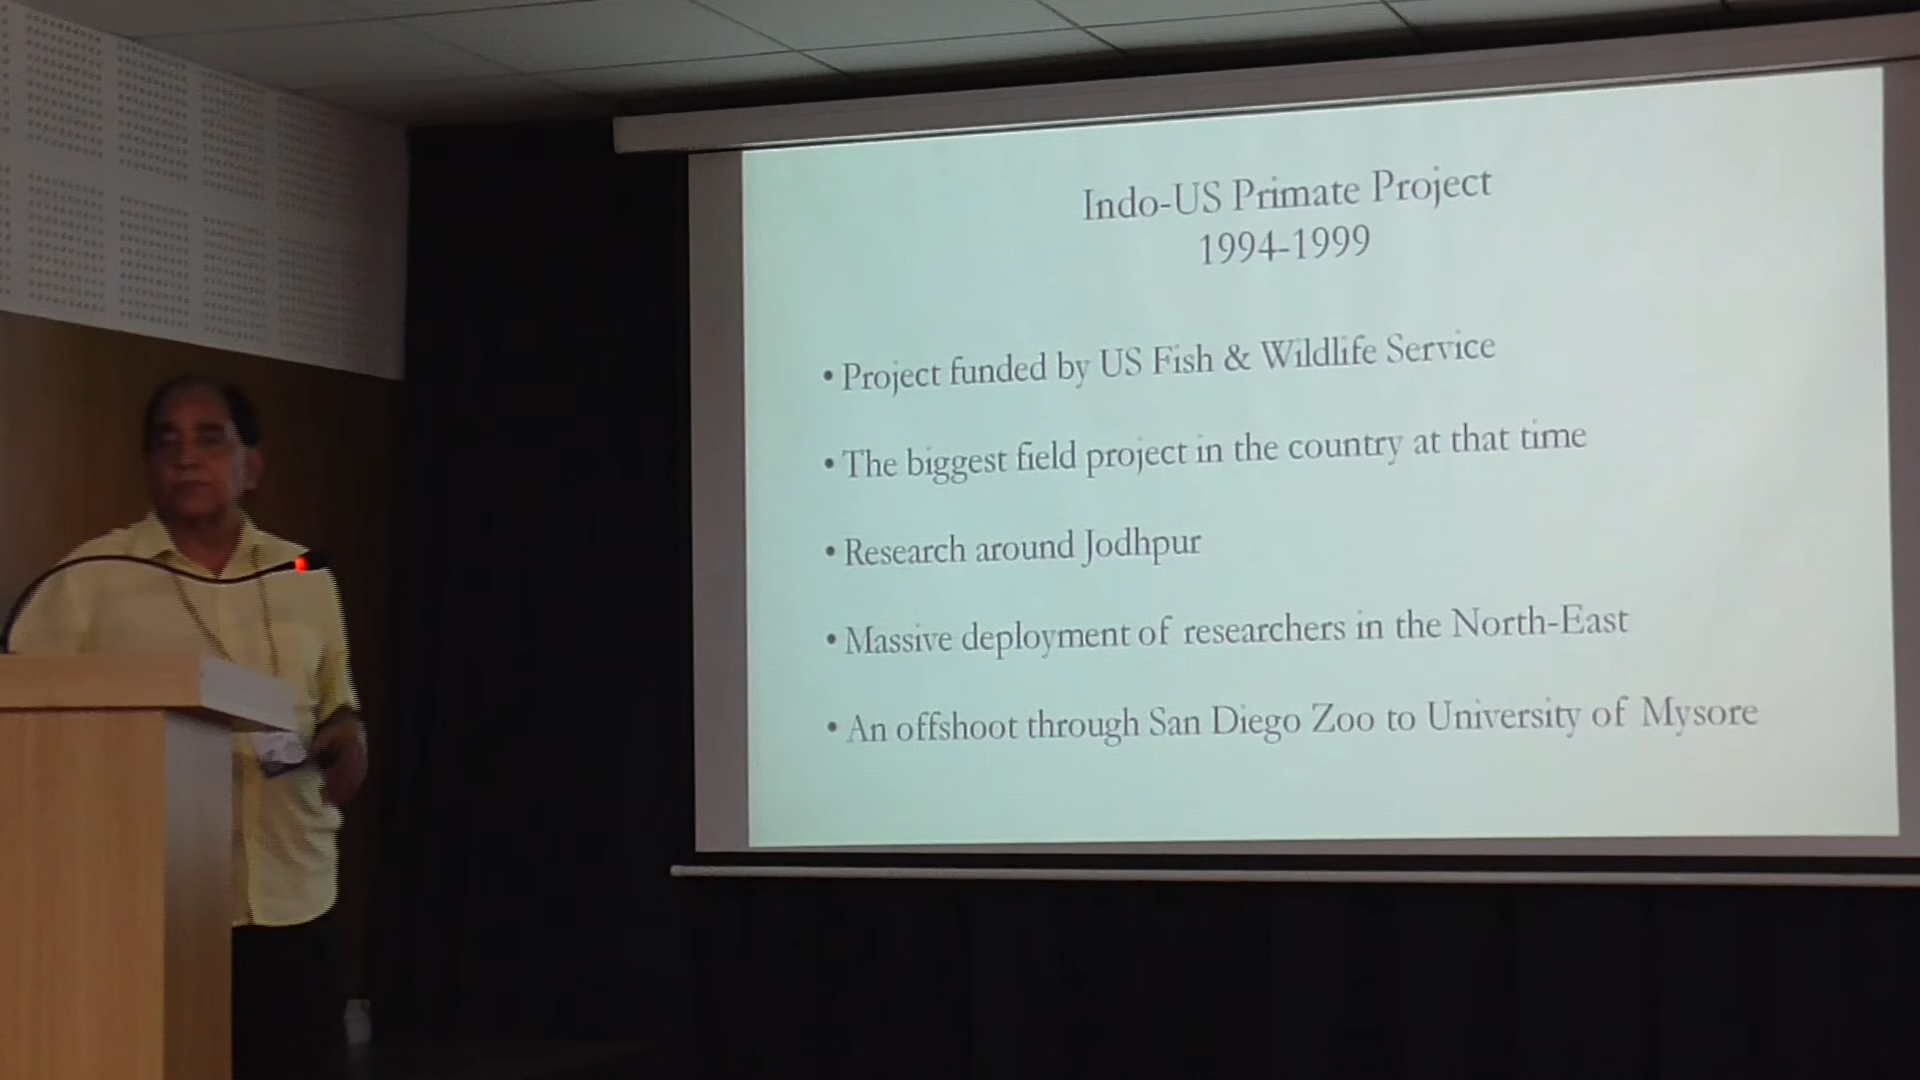 Indo-US Primate Project
1994-1999
• Project funded by US Fish & Wildlife Service
• The biggest field project in the country at that time
• Research around Jodhpur
• Massive deployment of researchers in the North-East
• An offshoot through San Diego Zoo to University of Mysore